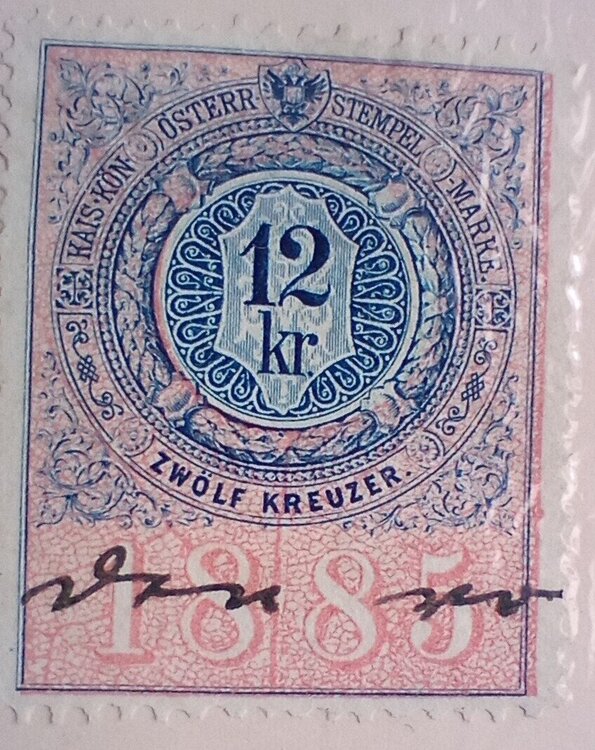 KAIS·KÖN ÖSTERR· STEMPEL -MARKE.
12
kr
ZWÖLF KREUZER.
1885